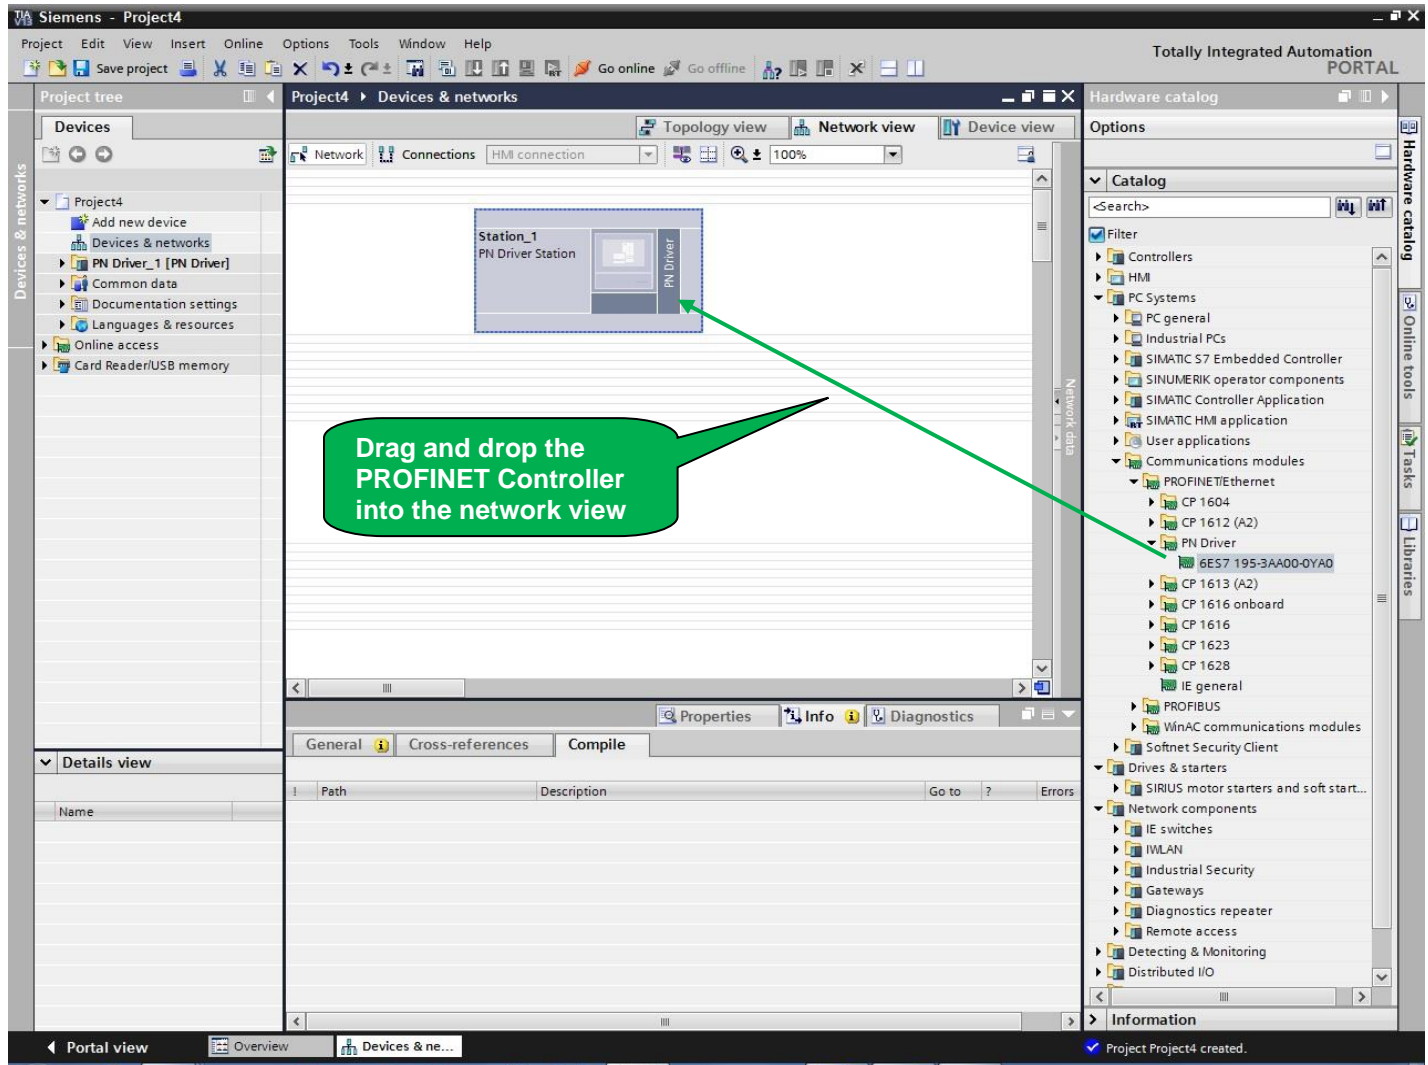 TIA
V13
Siemens - Project4
Project Edit View Insert Online Options Tools Window Help
Save project
Go online
Go offline
Totally Integrated Automation
PORTAL
Project tree
Devices
Project4
Add new device
Devices & networks
PN Driver_1 [PN Driver]
Common data
Documentation settings
Languages & resources
Online access
Card Reader/USB memory
Details view
Name
Devices & networks
Project4 ▸ Devices & networks
Topology view
Network view
Device view
Network
Connections
HMI connection
100%
Station_1
PN Driver Station
PN Driver
Drag and drop the
PROFINET Controller
into the network view
Network data
Properties
Info
Diagnostics
General
Cross-references
Compile
! Path Description Go to ? Errors
Hardware catalog
Options
Catalog
<Search>
Filter
Controllers
HMI
PC Systems
PC general
Industrial PCs
SIMATIC S7 Embedded Controller
SINUMERIK operator components
SIMATIC Controller Application
SIMATIC HMI application
User applications
Communications modules
PROFINET/Ethernet
CP 1604
CP 1612 (A2)
PN Driver
6ES7 195-3AA00-0YA0
CP 1613 (A2)
CP 1616 onboard
CP 1616
CP 1623
CP 1628
IE general
PROFIBUS
WinAC communications modules
Softnet Security Client
Drives & starters
SIRIUS motor starters and soft start...
Network components
IE switches
IWLAN
Industrial Security
Gateways
Diagnostics repeater
Remote access
Detecting & Monitoring
Distributed I/O
Information
Hardware catalog
Online tools
Tasks
Libraries
Portal view
Overview
Devices & ne...
Project Project4 created.